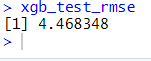 > xgb_test_rmse
[1] 4.468348
>